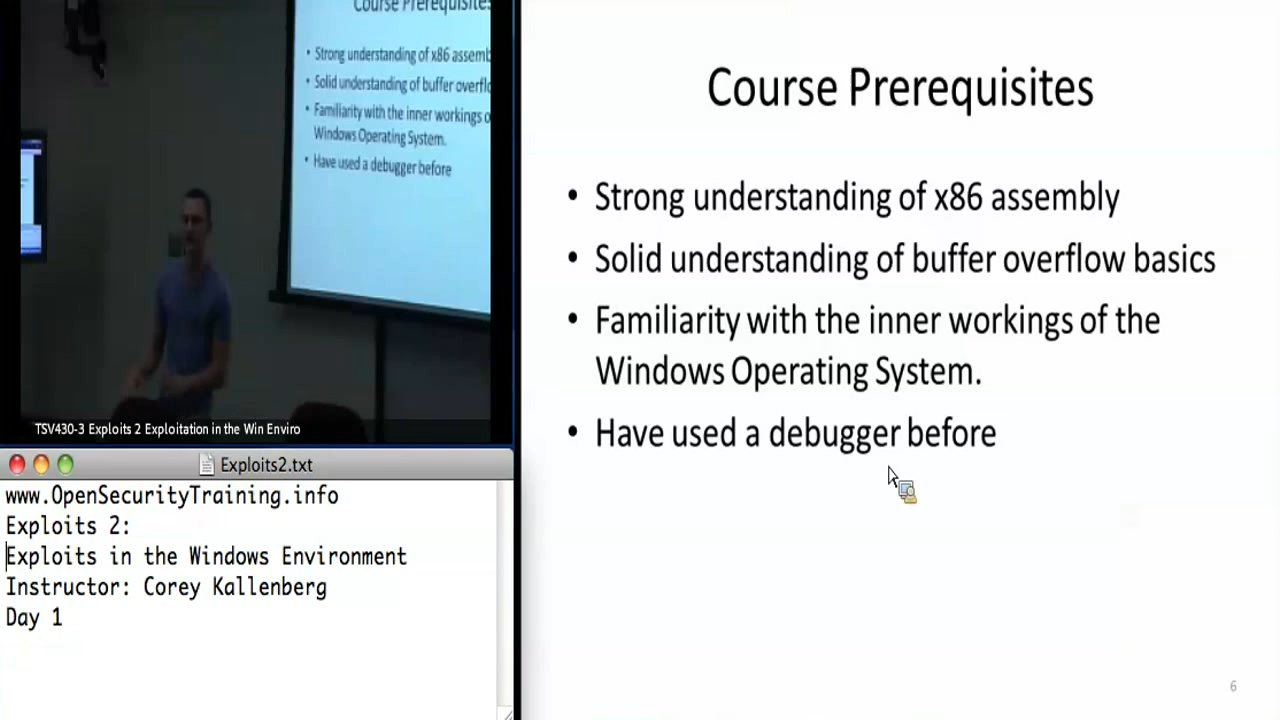 Course Prerequisites
• Strong understanding of x86 assemb
• Solid understanding of buffer overflo
• Familiarity with the inner workings o
Windows Operating System.
• Have used a debugger before
TSV430-3 Exploits 2 Exploitation in the Win Enviro
Exploits2.txt
www.OpenSecurityTraining.info
Exploits 2:
Exploits in the Windows Environment
Instructor: Corey Kallenberg
Day 1
Course Prerequisites
• Strong understanding of x86 assembly
• Solid understanding of buffer overflow basics
• Familiarity with the inner workings of the
Windows Operating System.
• Have used a debugger before
6